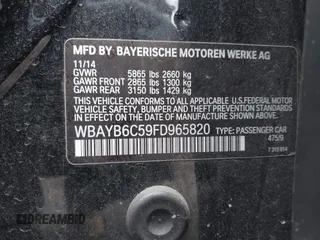 MFD BY BAYERISCHE MOTOREN WERKE AG
11/14
GVWR 5865 lbs 2660 kg
GAWR FRONT 2865 lbs 1300 kg
GAWR REAR 3150 lbs 1429 kg
THIS VEHICLE CONFORMS TO ALL APPLICABLE U.S. FEDERAL MOTOR
VEHICLE SAFETY, BUMPER AND THEFT PREVENTION STANDARDS
IN EFFECT ON THE DATE OF MANUFACTURE SHOWN ABOVE.
WBAYB6C59FD965820 TYPE: PASSENGER CAR
475/9
DREAMBID